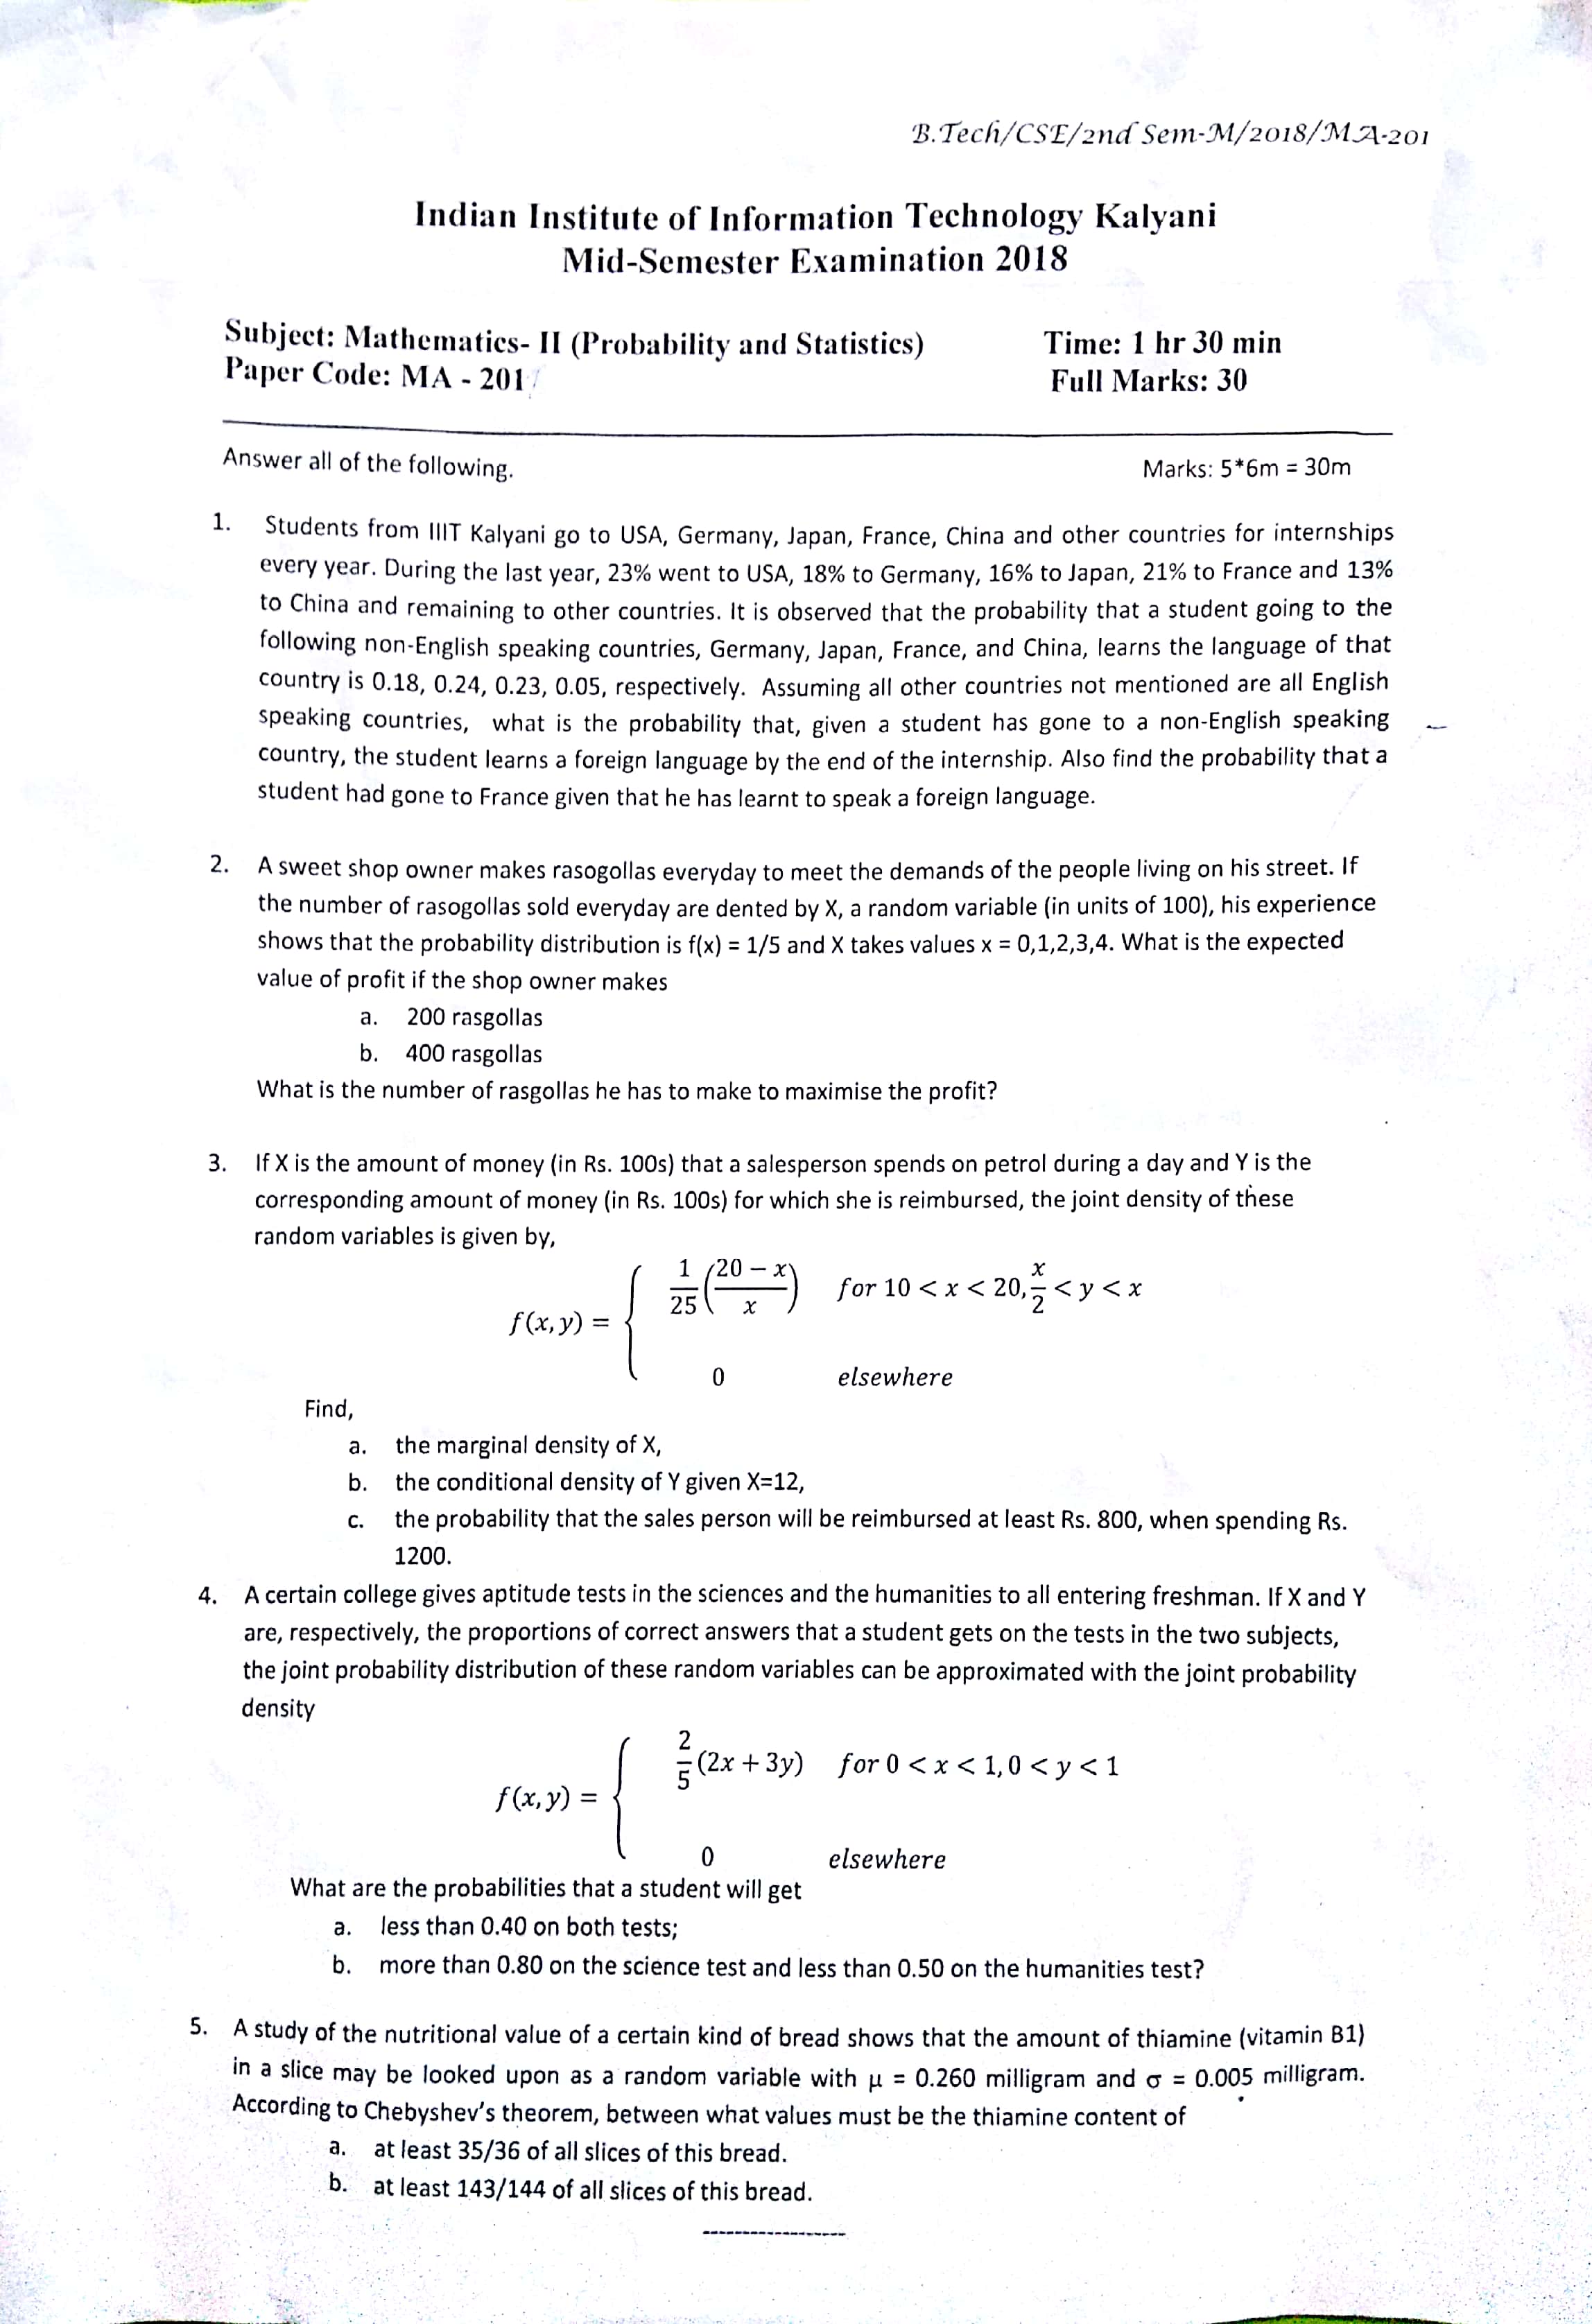 B.Tech/CSE/2nd Sem-M/2018/MA-201
Indian Institute of Information Technology Kalyani
Mid-Semester Examination 2018
Subject: Mathematics- II (Probability and Statistics) Time: 1 hr 30 min
Paper Code: MA - 201 Full Marks: 30
Answer all of the following. Marks: 5*6m = 30m
1. Students from IIIT Kalyani go to USA, Germany, Japan, France, China and other countries for internships
every year. During the last year, 23% went to USA, 18% to Germany, 16% to Japan, 21% to France and 13%
to China and remaining to other countries. It is observed that the probability that a student going to the
following non-English speaking countries, Germany, Japan, France, and China, learns the language of that
country is 0.18, 0.24, 0.23, 0.05, respectively. Assuming all other countries not mentioned are all English
speaking countries, what is the probability that, given a student has gone to a non-English speaking
country, the student learns a foreign language by the end of the internship. Also find the probability that a
student had gone to France given that he has learnt to speak a foreign language.
2. A sweet shop owner makes rasogollas everyday to meet the demands of the people living on his street. If
the number of rasogollas sold everyday are dented by X, a random variable (in units of 100), his experience
shows that the probability distribution is f(x) = 1/5 and X takes values x = 0,1,2,3,4. What is the expected
value of profit if the shop owner makes
a. 200 rasgollas
b. 400 rasgollas
What is the number of rasgollas he has to make to maximise the profit?
3. If X is the amount of money (in Rs. 100s) that a salesperson spends on petrol during a day and Y is the
corresponding amount of money (in Rs. 100s) for which she is reimbursed, the joint density of these
random variables is given by,
f(x,y) = { 1/25 ((20 − x)/x) for 10 < x < 20, x/2 < y < x
0 elsewhere
Find,
a. the marginal density of X,
b. the conditional density of Y given X=12,
c. the probability that the sales person will be reimbursed at least Rs. 800, when spending Rs.
1200.
4. A certain college gives aptitude tests in the sciences and the humanities to all entering freshman. If X and Y
are, respectively, the proportions of correct answers that a student gets on the tests in the two subjects,
the joint probability distribution of these random variables can be approximated with the joint probability
density
f(x,y) = { 2/5 (2x + 3y) for 0 < x < 1, 0 < y < 1
0 elsewhere
What are the probabilities that a student will get
a. less than 0.40 on both tests;
b. more than 0.80 on the science test and less than 0.50 on the humanities test?
5. A study of the nutritional value of a certain kind of bread shows that the amount of thiamine (vitamin B1)
in a slice may be looked upon as a random variable with μ = 0.260 milligram and σ = 0.005 milligram.
According to Chebyshev's theorem, between what values must be the thiamine content of
a. at least 35/36 of all slices of this bread.
b. at least 143/144 of all slices of this bread.
-------------------